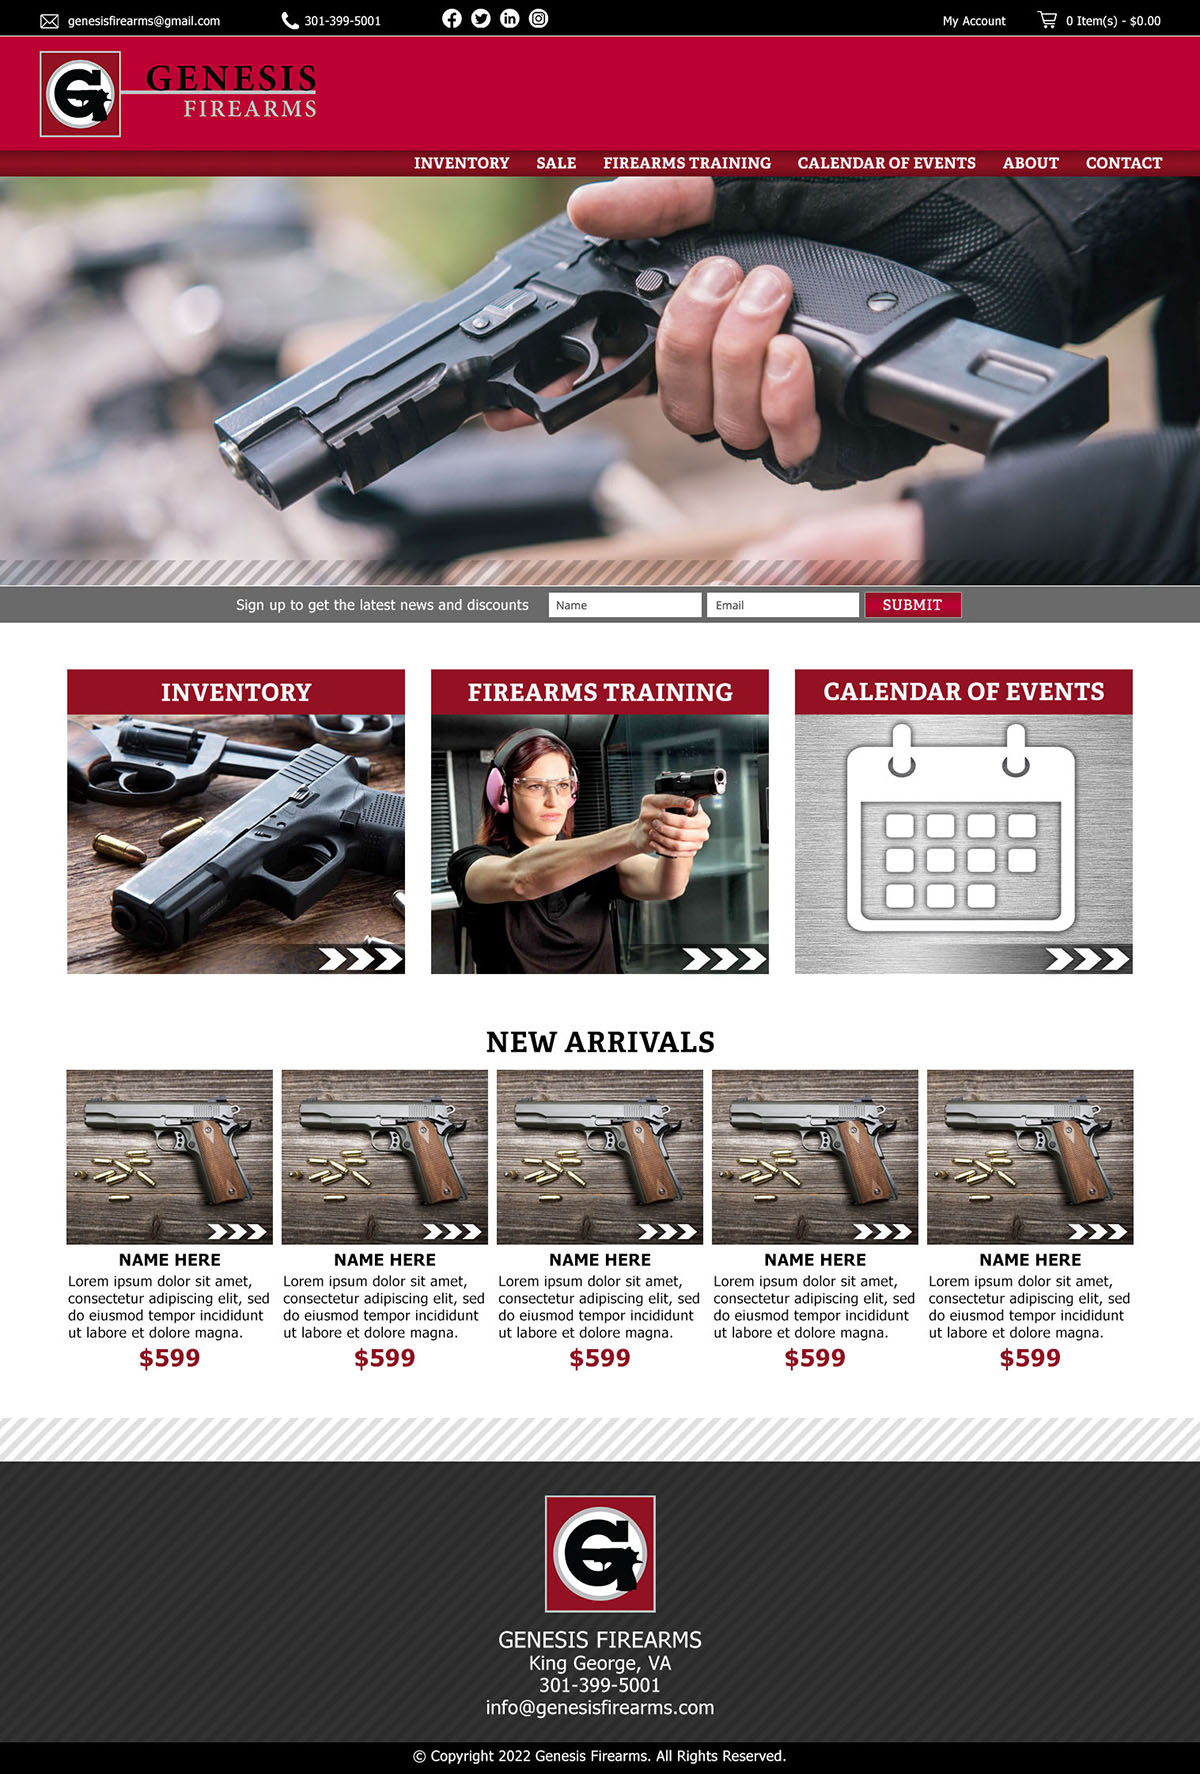 genesisfirearms@gmail.com 301-399-5001 My Account 0 Item(s) - $0.00
GENESIS
FIREARMS
INVENTORY SALE FIREARMS TRAINING CALENDAR OF EVENTS ABOUT CONTACT
Sign up to get the latest news and discounts Name Email SUBMIT
INVENTORY FIREARMS TRAINING CALENDAR OF EVENTS
NEW ARRIVALS
NAME HERE
Lorem ipsum dolor sit amet,
consectetur adipiscing elit, sed
do eiusmod tempor incididunt
ut labore et dolore magna.
$599
NAME HERE
Lorem ipsum dolor sit amet,
consectetur adipiscing elit, sed
do eiusmod tempor incididunt
ut labore et dolore magna.
$599
NAME HERE
Lorem ipsum dolor sit amet,
consectetur adipiscing elit, sed
do eiusmod tempor incididunt
ut labore et dolore magna.
$599
NAME HERE
Lorem ipsum dolor sit amet,
consectetur adipiscing elit, sed
do eiusmod tempor incididunt
ut labore et dolore magna.
$599
NAME HERE
Lorem ipsum dolor sit amet,
consectetur adipiscing elit, sed
do eiusmod tempor incididunt
ut labore et dolore magna.
$599
G
GENESIS FIREARMS
King George, VA
301-399-5001
info@genesisfirearms.com
© Copyright 2022 Genesis Firearms. All Rights Reserved.